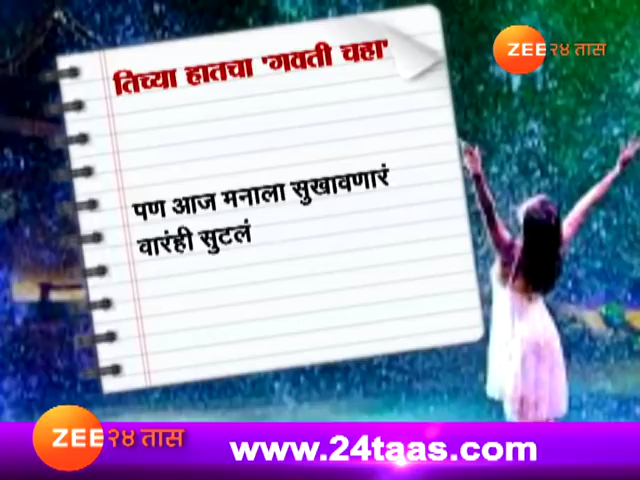 ZEE २४ तास
तिच्या हातचा 'गवती चहा'
पण आज मनाला सुखावणारं
वारंही सुटलं
ZEE २४ तास
www.24taas.com